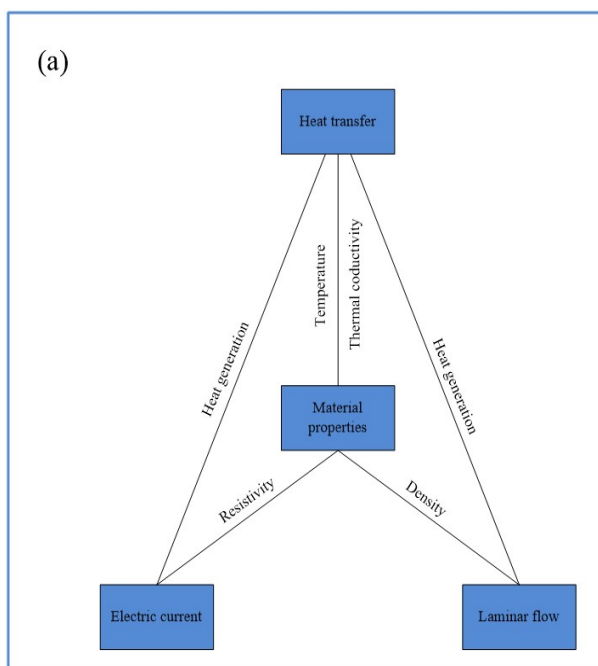 (a)
Heat transfer
Temperature
Thermal coductivity
Heat generation
Heat generation
Material
properties
Resistivity
Density
Electric current
Laminar flow